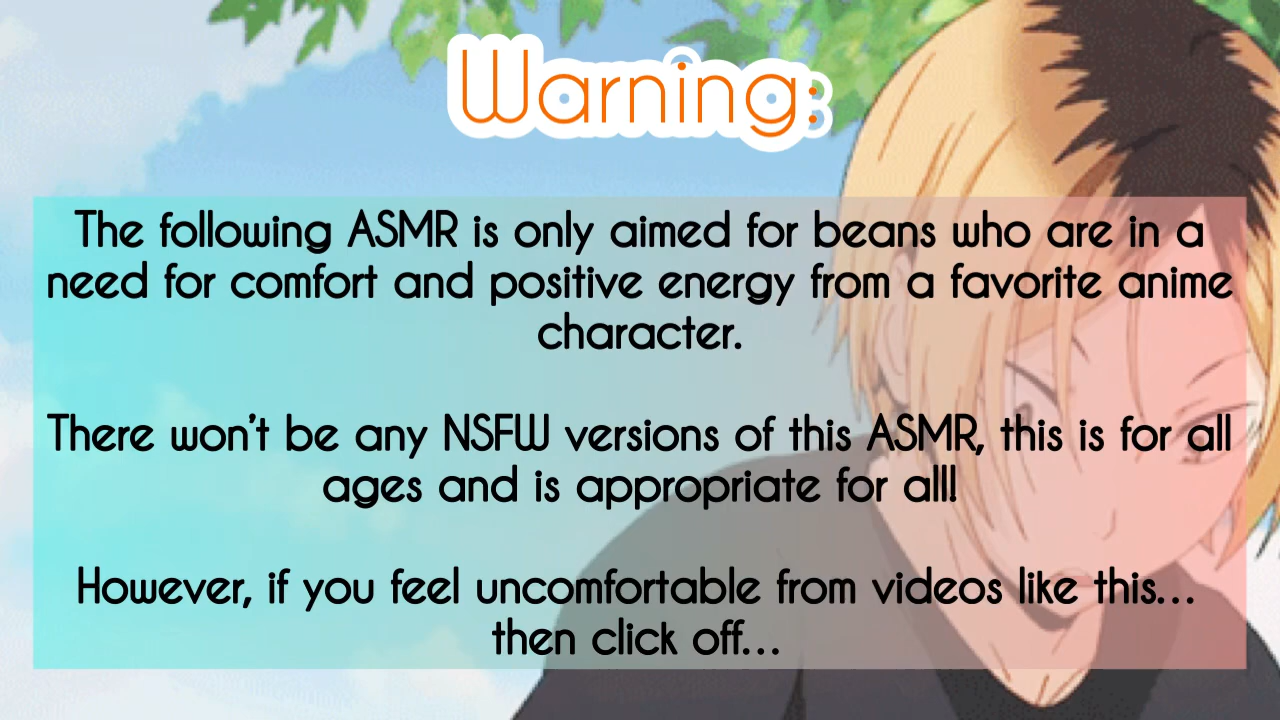 Warning:
The following ASMR is only aimed for beans who are in a
need for comfort and positive energy from a favorite anime
character.
There won't be any NSFW versions of this ASMR, this is for all
ages and is appropriate for all!
However, if you feel uncomfortable from videos like this...
then click off...